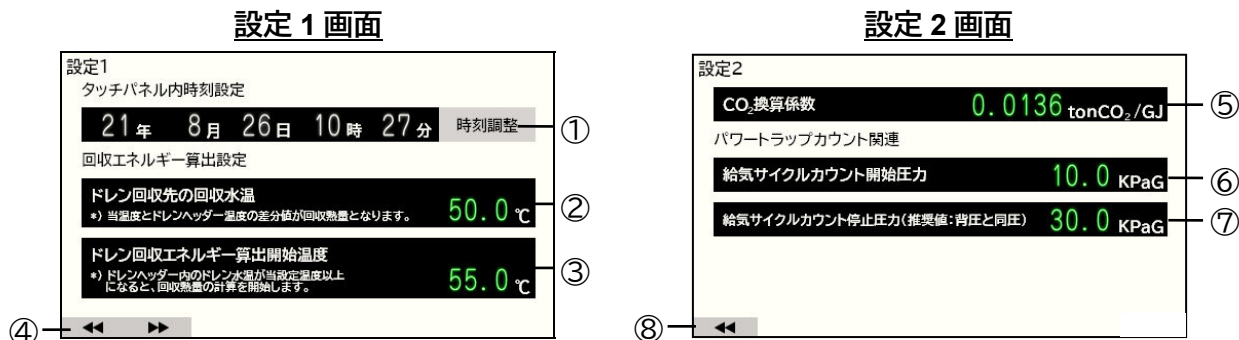 設定 1 画面
設定1
タッチパネル内時刻設定
21年 8月 26日 10時 27分 時刻調整 ①
回収エネルギー算出設定
ドレン回収先の回収水温
*) 当温度とドレンヘッダー温度の差分値が回収熱量となります。 50.0 ℃ ②
ドレン回収エネルギー算出開始温度
*) ドレンヘッダー内のドレン水温が当設定温度以上
になると、回収熱量の計算を開始します。 55.0 ℃ ③
④ ◀◀ ▶▶
設定 2 画面
設定2
CO₂換算係数 0.0136 tonCO₂/GJ ⑤
パワートラップカウント関連
給気サイクルカウント開始圧力 10.0 KPaG ⑥
給気サイクルカウント停止圧力(推奨値:背圧と同圧) 30.0 KPaG ⑦
⑧ ◀◀